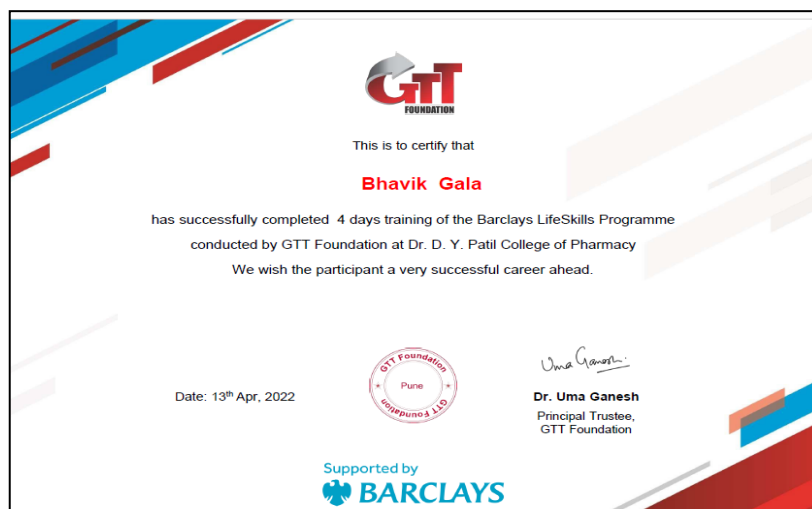 GTT
FOUNDATION
This is to certify that
Bhavik Gala
has successfully completed 4 days training of the Barclays LifeSkills Programme
conducted by GTT Foundation at Dr. D. Y. Patil College of Pharmacy
We wish the participant a very successful career ahead.
Date: 13th Apr, 2022
GTT Foundation
Pune
GTT Foundation
Uma Ganesh.
Dr. Uma Ganesh
Principal Trustee,
GTT Foundation
Supported by
BARCLAYS